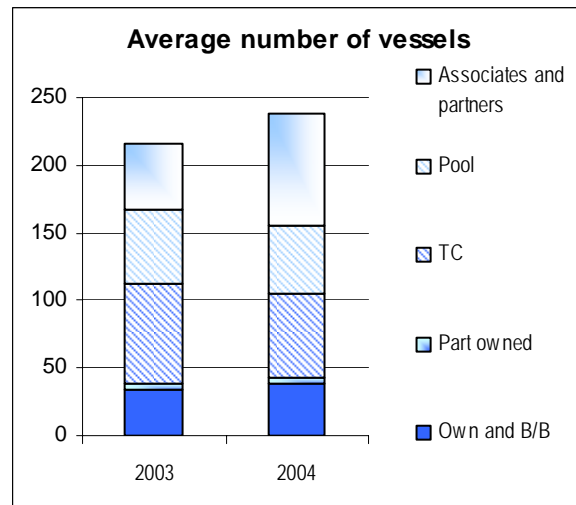 Average number of vessels
250
200
150
100
50
0
2003
2004
Associates and
partners
Pool
TC
Part owned
Own and B/B